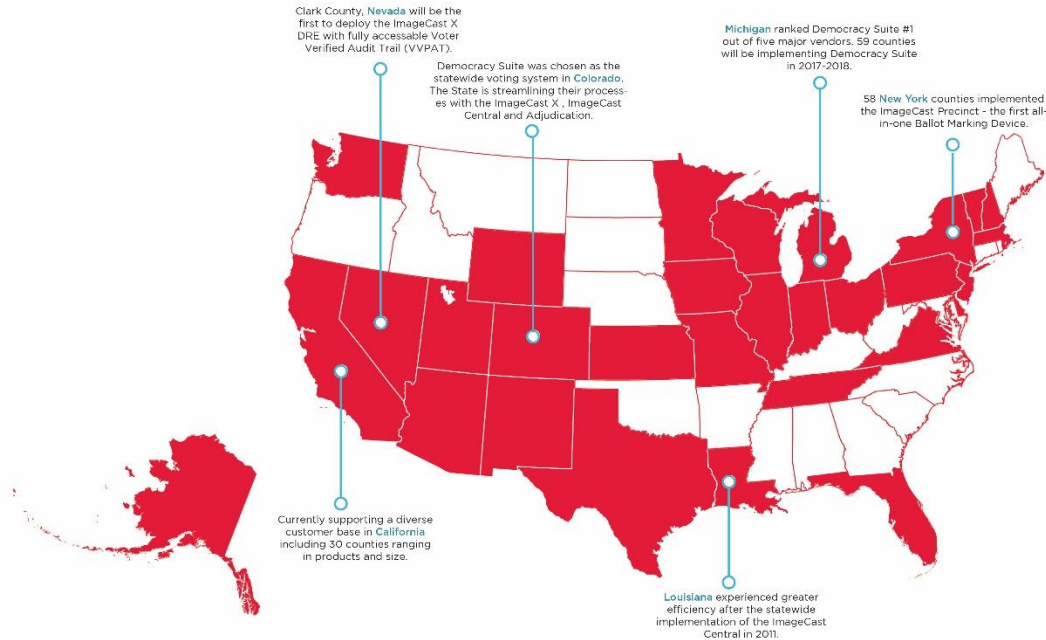 Clark County, Nevada will be the
first to deploy the ImageCast X
DRE with fully accessable Voter
Verified Audit Trail (VVPAT).
Democracy Suite was chosen as the
statewide voting system in Colorado.
The State is streamlining their process-
es with the ImageCast X , ImageCast
Central and Adjudication.
Michigan ranked Democracy Suite #1
out of five major vendors. 59 counties
will be implementing Democracy Suite
in 2017-2018.
58 New York counties implemented
the ImageCast Precinct - the first all-
in-one Ballot Marking Device.
Currently supporting a diverse
customer base in California
including 30 counties ranging
in products and size.
Louisiana experienced greater
efficiency after the statewide
implementation of the ImageCast
Central in 2011.